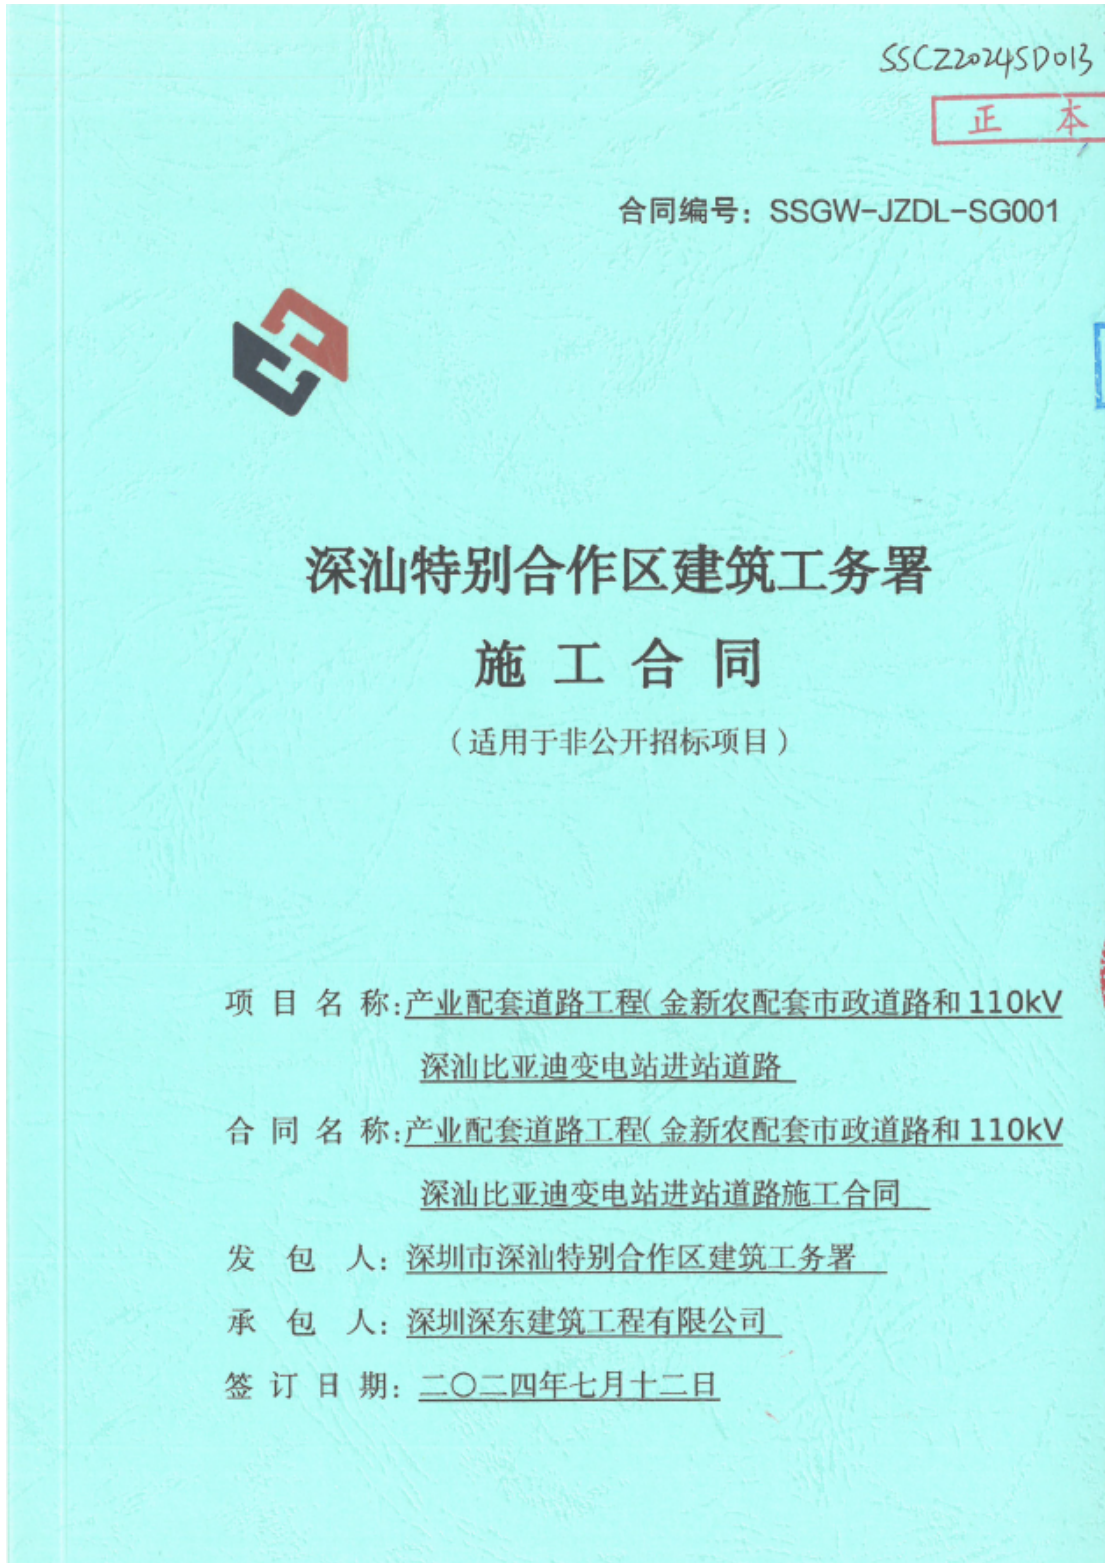 SSCZ2024SD013
正 本
合同编号：SSGW-JZDL-SG001
深汕特别合作区建筑工务署
施工合同
（适用于非公开招标项目）
项目名称:产业配套道路工程（金新农配套市政道路和110kV
深汕比亚迪变电站进站道路
合同名称:产业配套道路工程（金新农配套市政道路和110kV
深汕比亚迪变电站进站道路施工合同
发包人：深圳市深汕特别合作区建筑工务署
承包人：深圳深东建筑工程有限公司
签订日期：二〇二四年七月十二日